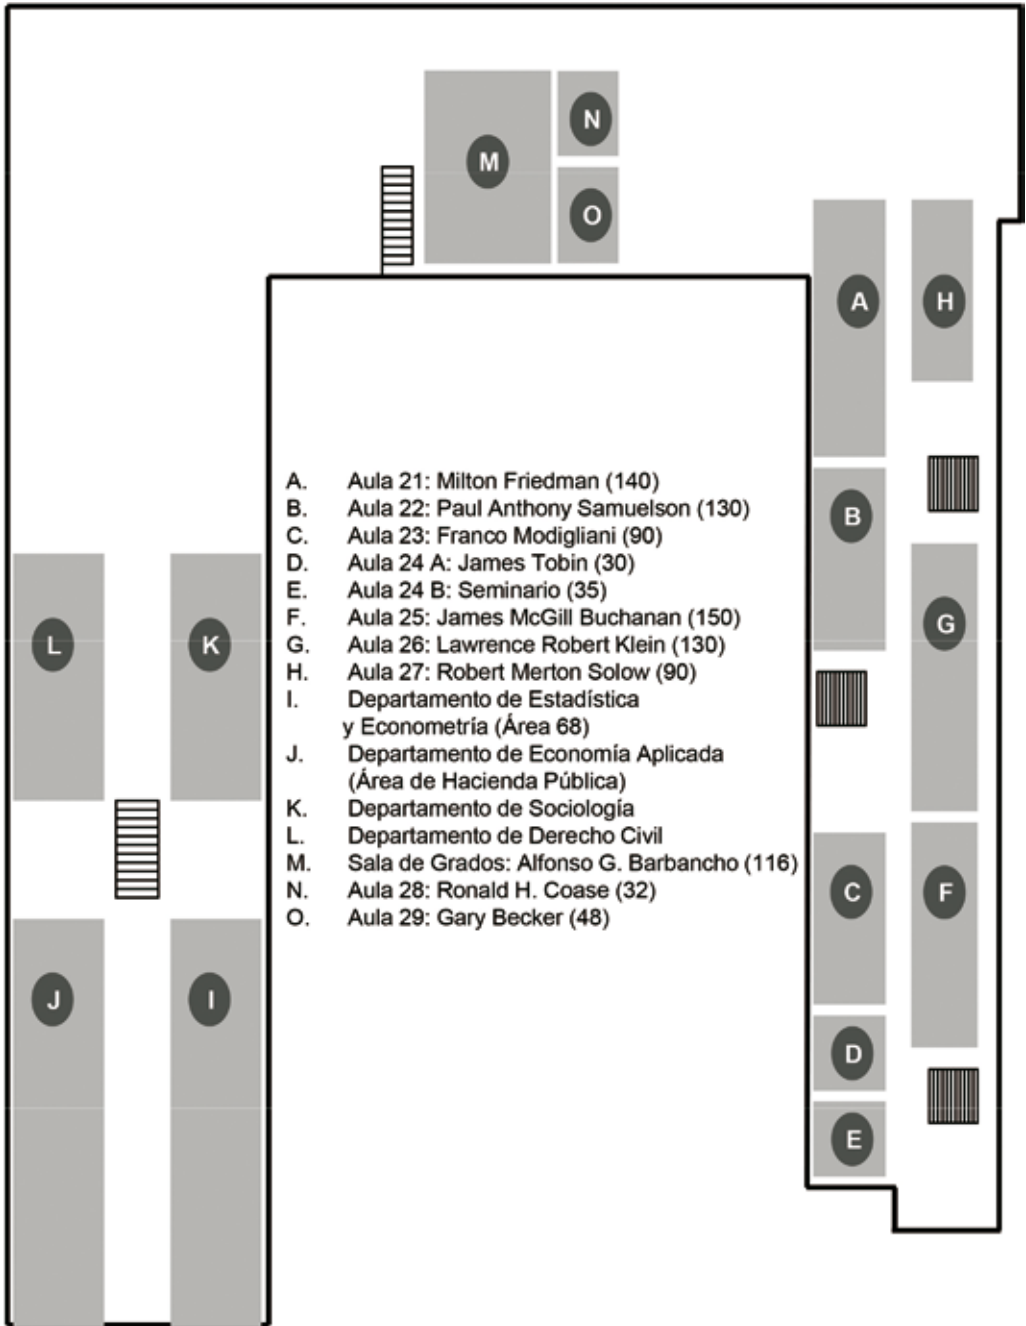 N
M
O
A
H
A. Aula 21: Milton Friedman (140)
B. Aula 22: Paul Anthony Samuelson (130)
C. Aula 23: Franco Modigliani (90)
D. Aula 24 A: James Tobin (30)
E. Aula 24 B: Seminario (35)
F. Aula 25: James McGill Buchanan (150)
G. Aula 26: Lawrence Robert Klein (130)
H. Aula 27: Robert Merton Solow (90)
I. Departamento de Estadística
y Econometría (Área 68)
J. Departamento de Economía Aplicada
(Área de Hacienda Pública)
K. Departamento de Sociología
L. Departamento de Derecho Civil
M. Sala de Grados: Alfonso G. Barbancho (116)
N. Aula 28: Ronald H. Coase (32)
O. Aula 29: Gary Becker (48)
B
G
L
K
C
F
J
I
D
E